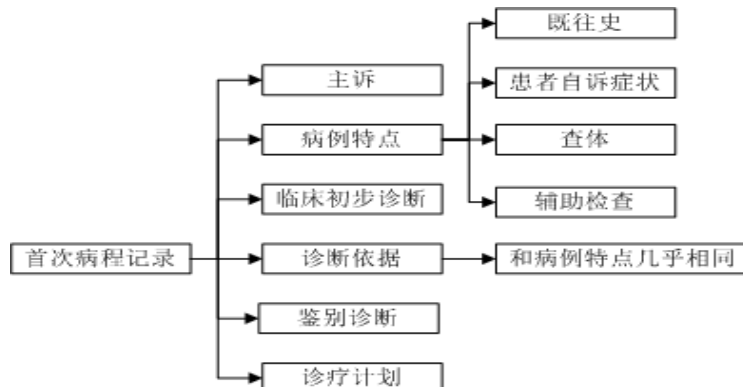 既往史
主诉
患者自诉症状
病例特点
查体
临床初步诊断
辅助检查
首次病程记录
诊断依据
和病例特点几乎相同
鉴别诊断
诊疗计划